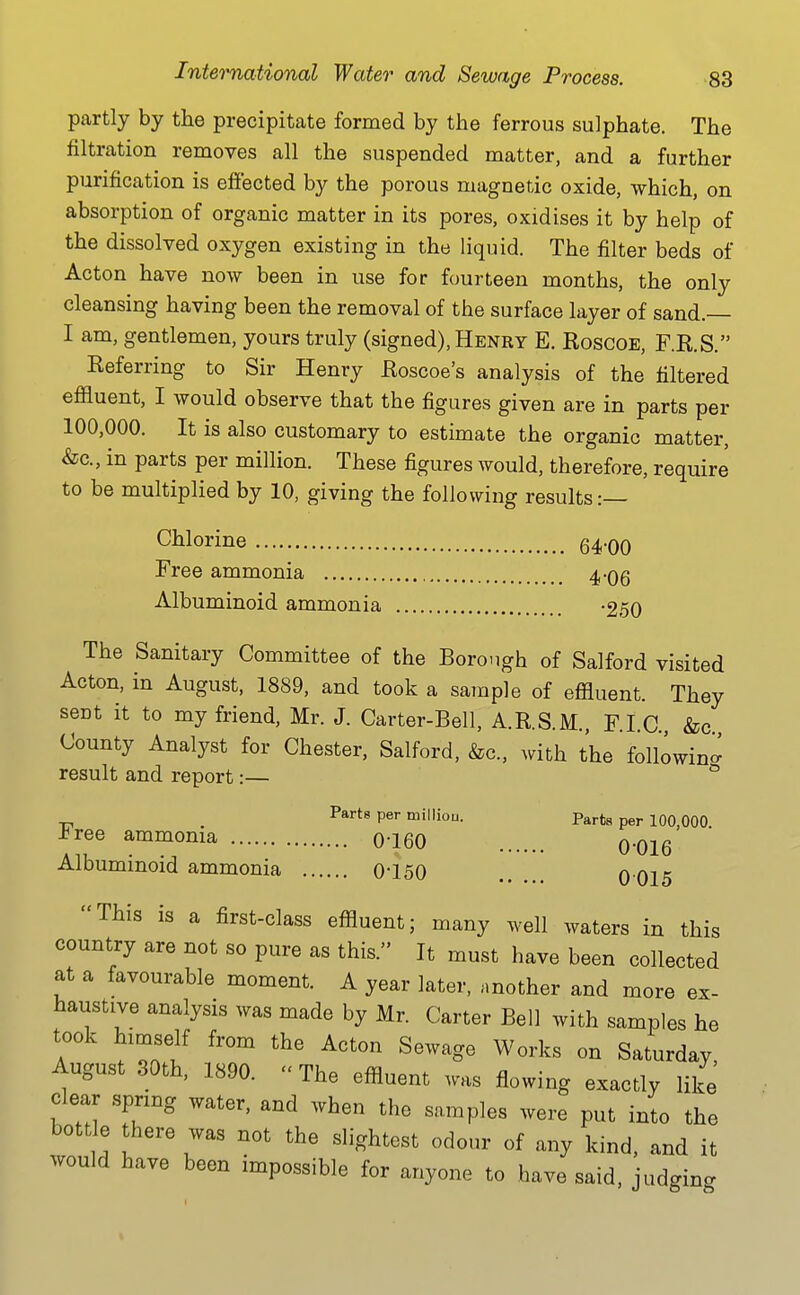 International Water and Sewage Process. 83
partly by the precipitate formed by the ferrous sulphate. The
filtration removes all the suspended matter, and a further
purification is effected by the porous magnetic oxide, which, on
absorption of organic matter in its pores, oxidises it by help of
the dissolved oxygen existing in the liquid. The filter beds of
Acton have now been in use for fourteen months, the only
cleansing having been the removal of the surface layer of sand.—
I am, gentlemen, yours truly (signed), Henry E. Roscoe, F.R.S."
Referring to Sir Henry Roscoe's analysis of the filtered
effluent, I would observe that the figures given are in parts per
100,000. It is also customary to estimate the organic matter,
&c., in parts per million. These figures would, therefore, require
to be multiplied by 10, giving the following results:—
Chlorine .......................................... 64·00
Free ammonia ................................. 4·06
Albuminoid ammonia ....................... ·250
The Sanitary Committee of the Borough of Salford visited
Acton, in August, 1889, and took a sample of effluent. They
sent it to my friend, Mr. J. Carter-Bell, A.R.S.M., F.I.C., &c.,
County Analyst for Chester, Salford, &c., with the following
result and report:—
Parts per million. Parts per 100,000.
Free ammonia ............... 0·160 ...... 0·016
Albuminoid ammonia ...... 0·150 ...... 0·015
"This is a first-class effluent; many well waters in this
country are not so pure as this." It must have been collected
at a favourable moment. A year later, another and more ex-
haustive analysis was made by Mr. Carter Bell with samples he
took himself from the Acton Sewage Works on Saturday,
August 30th, 1890. "The effluent was flowing exactly like
clear spring water, and when the samples were put into the
bottle there was not the slightest odour of any kind, and it
would have been impossible for anyone to have said, judging